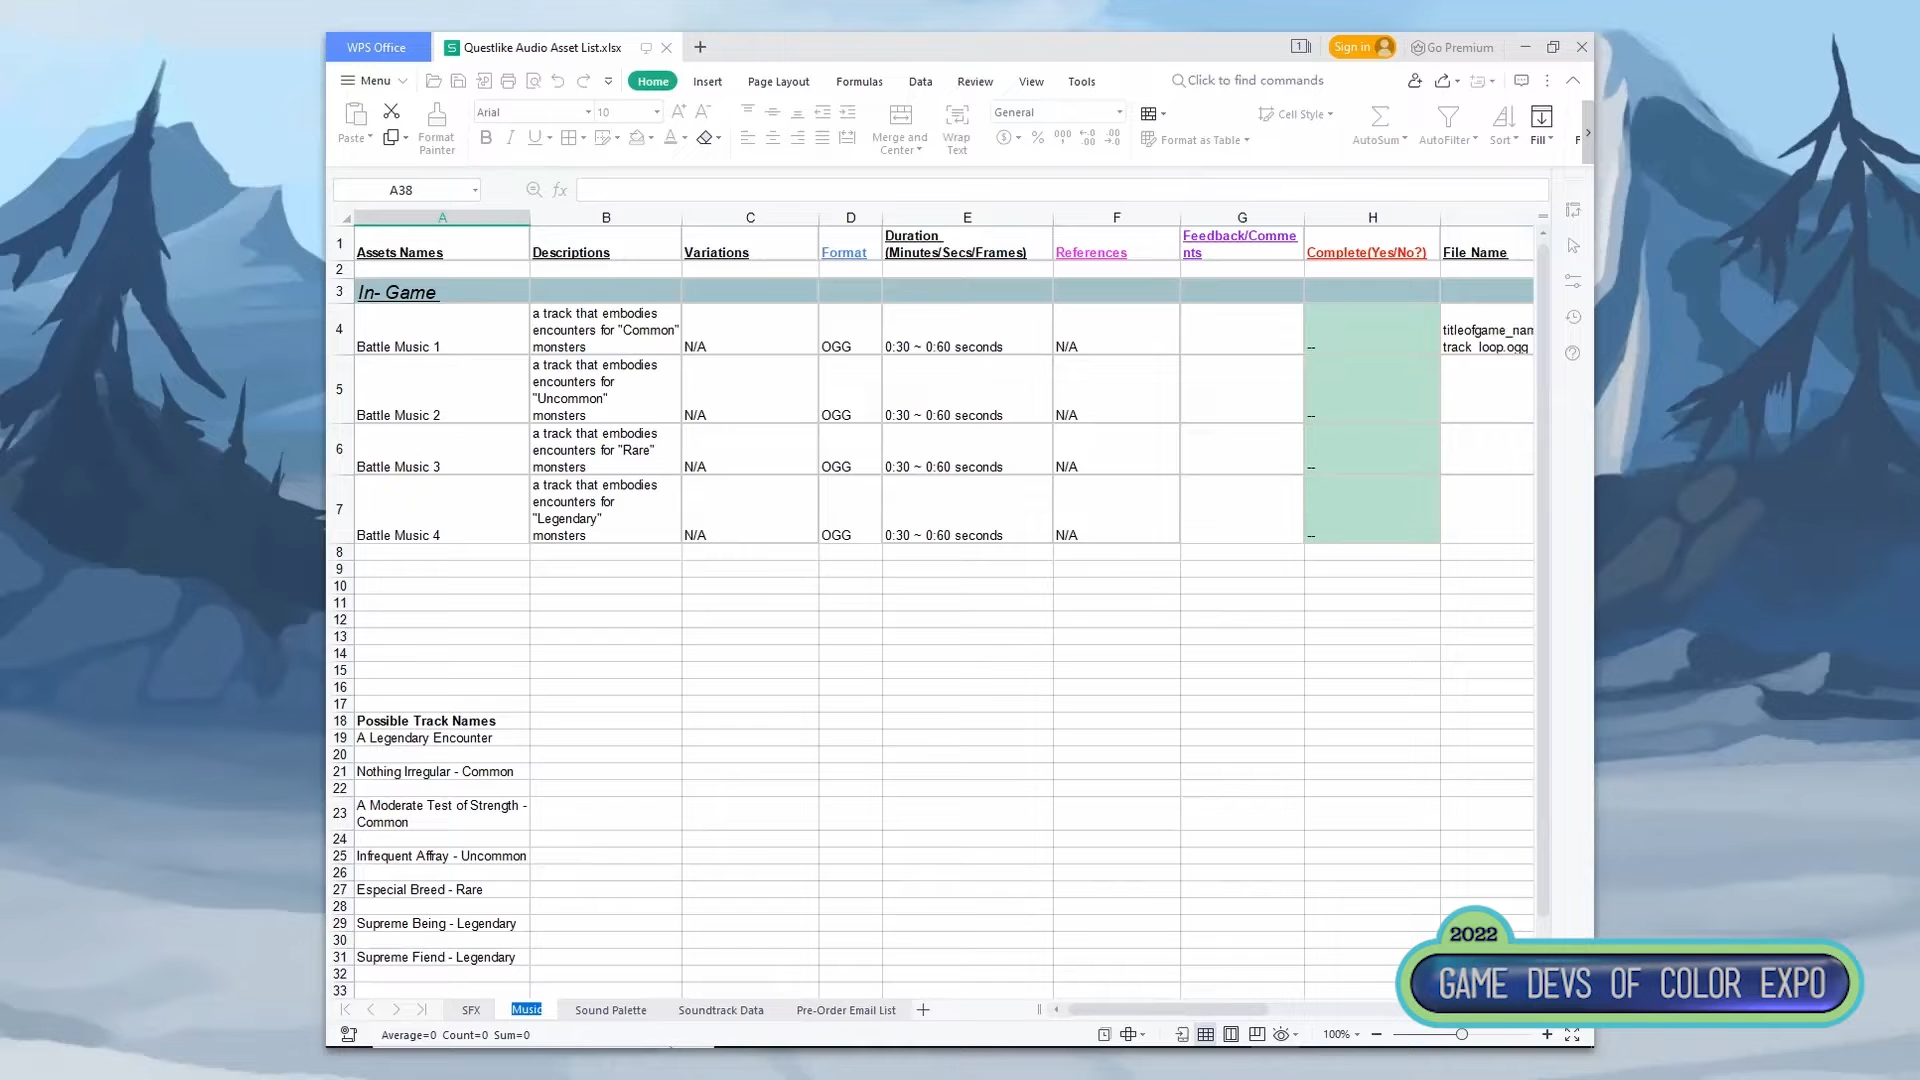 WPS Office
Questlike Audio Asset List.xlsx
Sign in
Go Premium
Menu
Home
Insert
Page Layout
Formulas
Data
Review
View
Tools
Click to find commands
Paste
Format
Painter
Arial
10
Merge and
Center
Wrap
Text
General
Format as Table
Cell Style
AutoSum
AutoFilter
Sort
Fill
F
A38
fx
A B C D E F G H
1 Assets Names Descriptions Variations Format Duration
(Minutes/Secs/Frames) References Feedback/Comme
nts Complete(Yes/No?) File Name
2
3 In- Game
4 Battle Music 1 a track that embodies
encounters for "Common"
monsters N/A OGG 0:30 ~ 0:60 seconds N/A -- titleofgame_nam
track_loop.ogg
5 Battle Music 2 a track that embodies
encounters for
"Uncommon"
monsters N/A OGG 0:30 ~ 0:60 seconds N/A --
6 Battle Music 3 a track that embodies
encounters for "Rare"
monsters N/A OGG 0:30 ~ 0:60 seconds N/A --
7 Battle Music 4 a track that embodies
encounters for
"Legendary"
monsters N/A OGG 0:30 ~ 0:60 seconds N/A --
8
9
10
11
12
13
14
15
16
17
18 Possible Track Names
19 A Legendary Encounter
20
21 Nothing Irregular - Common
22
23 A Moderate Test of Strength -
Common
24
25 Infrequent Affray - Uncommon
26
27 Especial Breed - Rare
28
29 Supreme Being - Legendary
30
31 Supreme Fiend - Legendary
32
33
SFX Music Sound Palette Soundtrack Data Pre-Order Email List
Average=0 Count=0 Sum=0
100%
2022
GAME DEVS OF COLOR EXPO